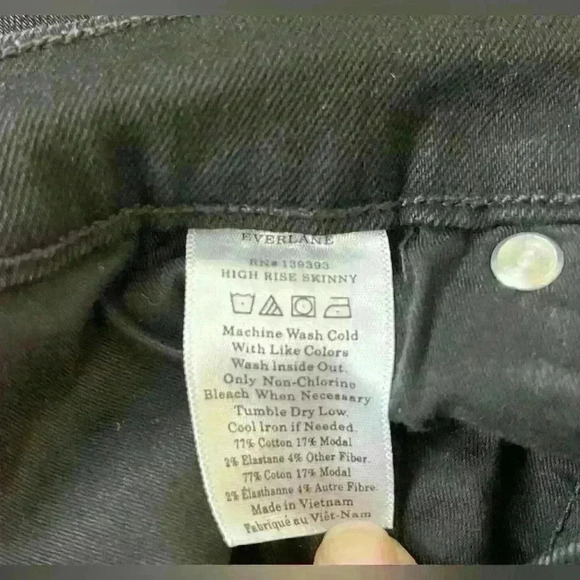 EVERLANE
RN# 139393
HIGH RISE SKINNY
Machine Wash Cold
With Like Colors
Wash Inside Out.
Only Non-Chlorine
Bleach When Necessary
Tumble Dry Low.
Cool Iron if Needed.
77% Cotton 17% Modal
2% Elastane 4% Other Fiber.
77% Coton 17% Modal
2% Élasthanne 4% Autre Fibre.
Made in Vietnam
Fabriqué au Viêt-Nam